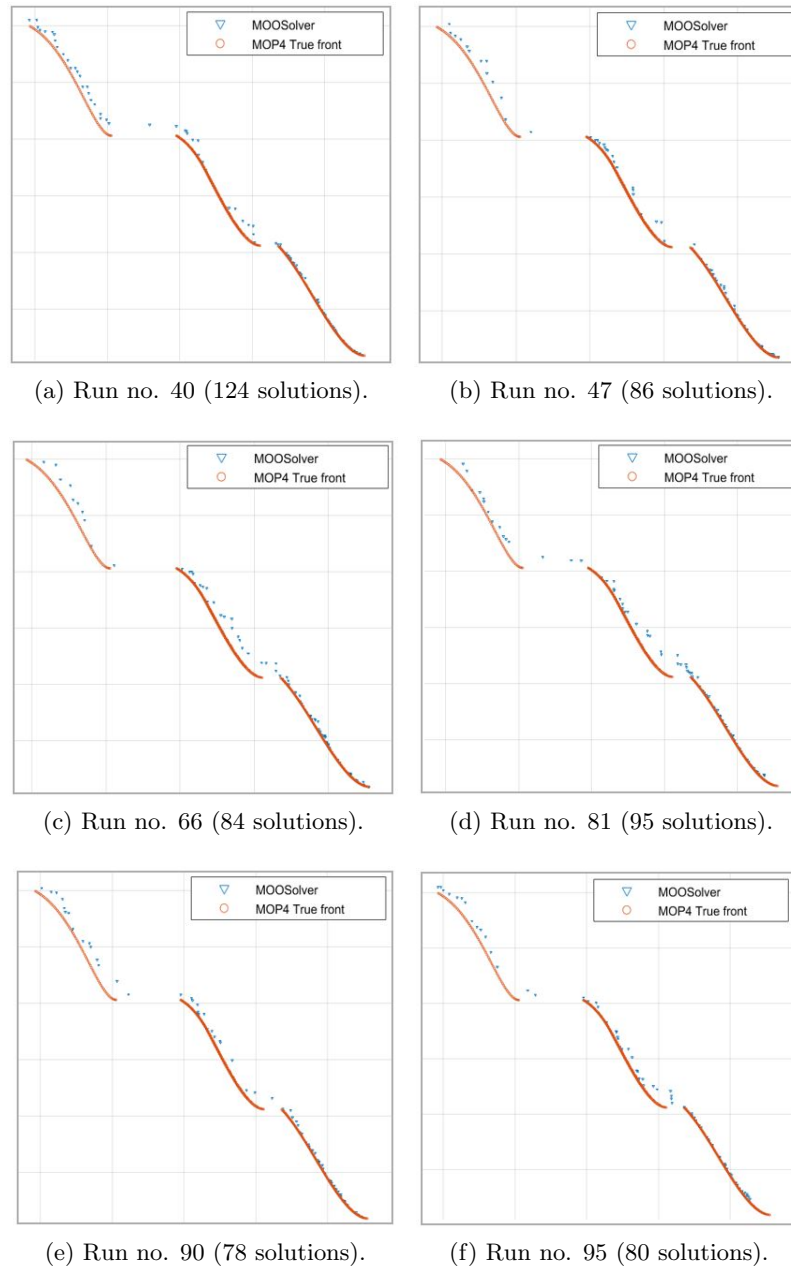 MOOSolver
MOP4 True front
MOOSolver
MOP4 True front
(a) Run no. 40 (124 solutions).
(b) Run no. 47 (86 solutions).
MOOSolver
MOP4 True front
MOOSolver
MOP4 True front
(c) Run no. 66 (84 solutions).
(d) Run no. 81 (95 solutions).
MOOSolver
MOP4 True front
MOOSolver
MOP4 True front
(e) Run no. 90 (78 solutions).
(f) Run no. 95 (80 solutions).